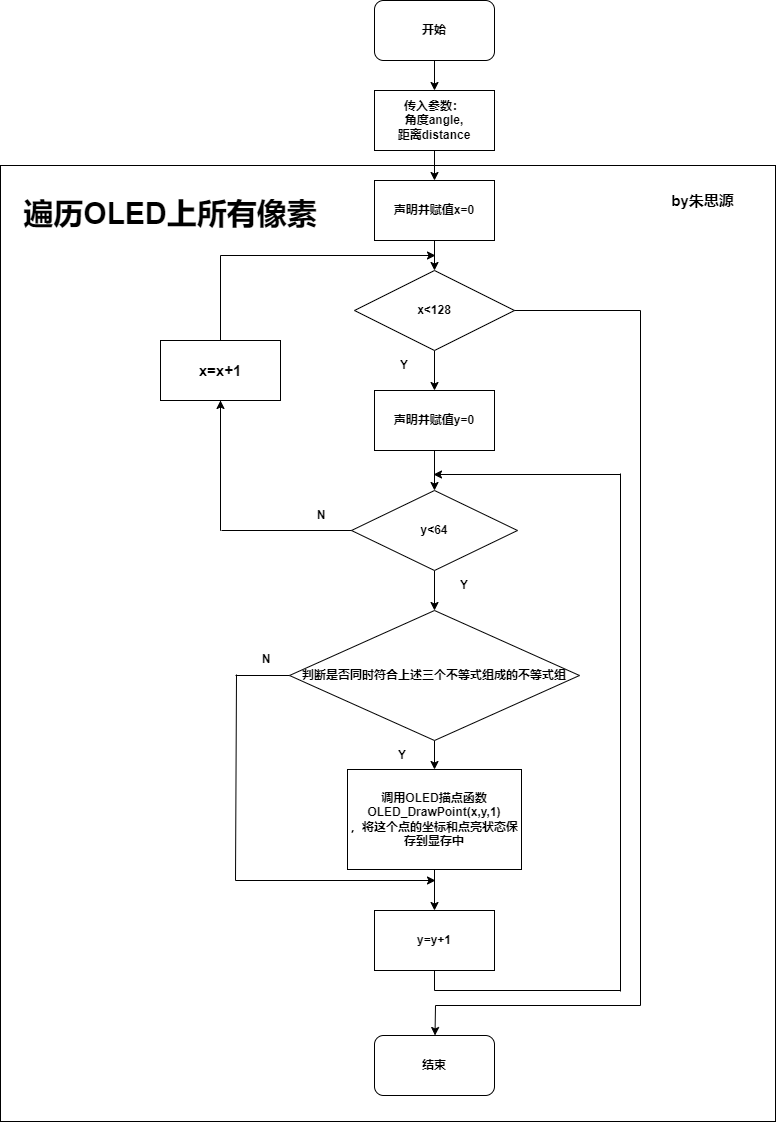 开始
传入参数：
角度angle,
距离distance
遍历OLED上所有像素
by朱思源
声明并赋值x=0
x<128
Y
x=x+1
声明并赋值y=0
N
y<64
Y
N
判断是否同时符合上述三个不等式组成的不等式组
Y
调用OLED描点函数
OLED_DrawPoint(x,y,1)
，将这个点的坐标和点亮状态保
存到显存中
y=y+1
结束